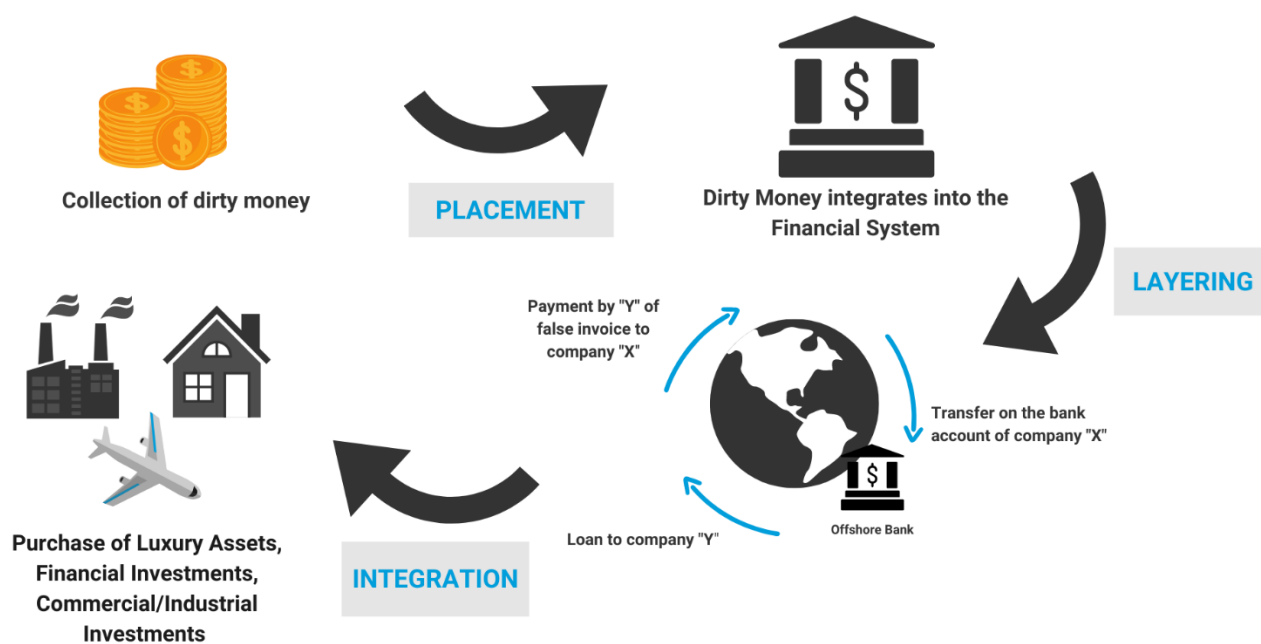 Collection of dirty money
PLACEMENT
Dirty Money integrates into the
Financial System
LAYERING
Payment by "Y" of
false invoice to
company "X"
Transfer on the bank
account of company "X"
Offshore Bank
Loan to company "Y"
INTEGRATION
Purchase of Luxury Assets,
Financial Investments,
Commercial/Industrial
Investments